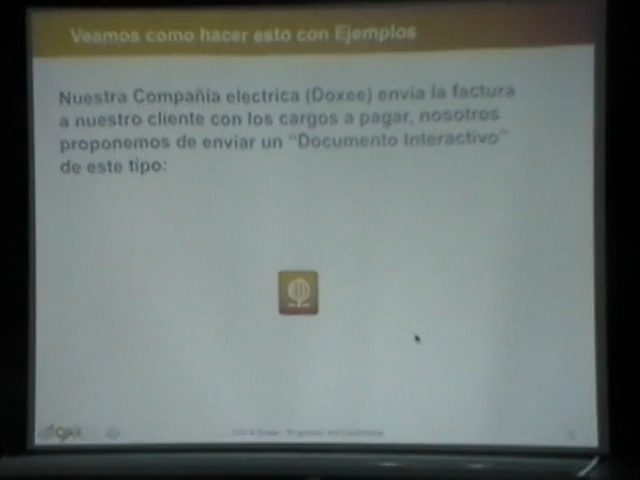 Veamos como hacer esto con Ejemplos
Nuestra Compañia electrica (Doxee) envia la factura
a nuestro cliente con los cargos a pagar, nosotros
proponemos de enviar un "Documento Interactivo"
de este tipo: